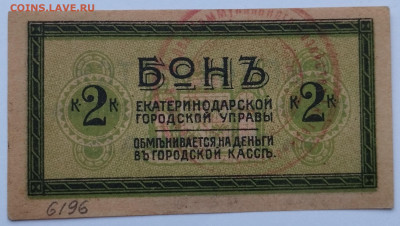 COINS.LAVE.RU
БОНЪ
К 2 К К 2 К
ЕКАТЕРИНОДАРСКОЙ
ГОРОДСКОЙ УПРАВЫ
ОБМѢНИВАЕТСЯ НА ДЕНЬГИ
ВЪ ГОРОДСКОЙ КАССѢ.
6196